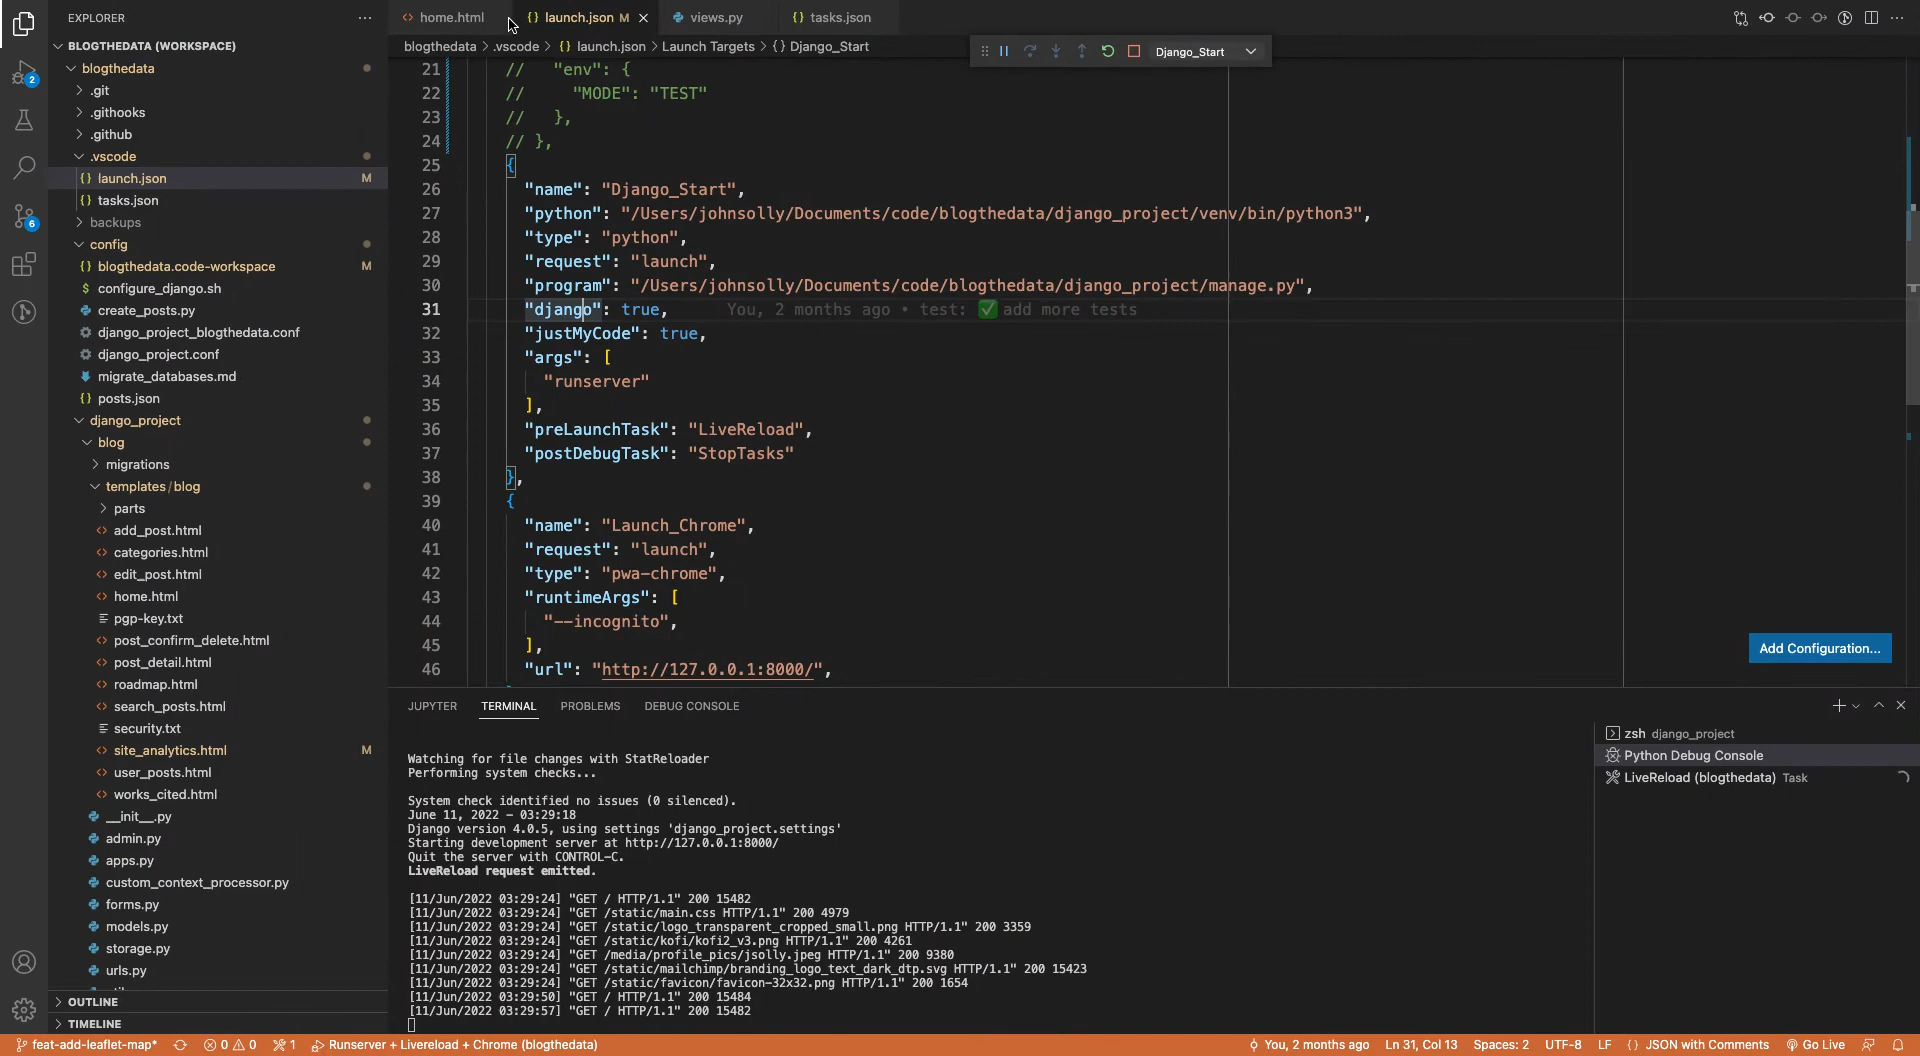 EXPLORER
home.html
launch.json M
views.py
tasks.json
BLOGTHEDATA (WORKSPACE)
blogthedata > .vscode > {} launch.json > Launch Targets > {} Django_Start
Django_Start
blogthedata
.git
.githooks
.github
.vscode
{} launch.json M
{} tasks.json
backups
config
{} blogthedata.code-workspace M
$ configure_django.sh
create_posts.py
django_project_blogthedata.conf
django_project.conf
migrate_databases.md
{} posts.json
django_project
blog
migrations
templates/blog
parts
add_post.html
categories.html
edit_post.html
home.html
pgp-key.txt
post_confirm_delete.html
post_detail.html
roadmap.html
search_posts.html
security.txt
site_analytics.html M
user_posts.html
works_cited.html
__init__.py
admin.py
apps.py
custom_context_processor.py
forms.py
models.py
storage.py
urls.py
OUTLINE
TIMELINE
2
6
21 // "env": {
22 // "MODE": "TEST"
23 // },
24 // },
25 {
26 "name": "Django_Start",
27 "python": "/Users/johnsolly/Documents/code/blogthedata/django_project/venv/bin/python3",
28 "type": "python",
29 "request": "launch",
30 "program": "/Users/johnsolly/Documents/code/blogthedata/django_project/manage.py",
31 "django": true, You, 2 months ago • test: ✅ add more tests
32 "justMyCode": true,
33 "args": [
34 "runserver"
35 ],
36 "preLaunchTask": "LiveReload",
37 "postDebugTask": "StopTasks"
38 },
39 {
40 "name": "Launch_Chrome",
41 "request": "launch",
42 "type": "pwa-chrome",
43 "runtimeArgs": [
44 "--incognito",
45 ],
46 "url": "http://127.0.0.1:8000/",
Add Configuration...
JUPYTER TERMINAL PROBLEMS DEBUG CONSOLE
Watching for file changes with StatReloader
Performing system checks...
System check identified no issues (0 silenced).
June 11, 2022 - 03:29:18
Django version 4.0.5, using settings 'django_project.settings'
Starting development server at http://127.0.0.1:8000/
Quit the server with CONTROL-C.
LiveReload request emitted.
[11/Jun/2022 03:29:24] "GET / HTTP/1.1" 200 15482
[11/Jun/2022 03:29:24] "GET /static/main.css HTTP/1.1" 200 4979
[11/Jun/2022 03:29:24] "GET /static/logo_transparent_cropped_small.png HTTP/1.1" 200 3359
[11/Jun/2022 03:29:24] "GET /static/kofi/kofi2_v3.png HTTP/1.1" 200 4261
[11/Jun/2022 03:29:24] "GET /media/profile_pics/jsolly.jpeg HTTP/1.1" 200 9380
[11/Jun/2022 03:29:24] "GET /static/mailchimp/branding_logo_text_dark_dtp.svg HTTP/1.1" 200 15423
[11/Jun/2022 03:29:24] "GET /static/favicon/favicon-32x32.png HTTP/1.1" 200 1654
[11/Jun/2022 03:29:50] "GET / HTTP/1.1" 200 15484
[11/Jun/2022 03:29:57] "GET / HTTP/1.1" 200 15482
zsh django_project
Python Debug Console
LiveReload (blogthedata) Task
feat-add-leaflet-map* 0 0 1 Runserver + Livereload + Chrome (blogthedata) You, 2 months ago Ln 31, Col 13 Spaces: 2 UTF-8 LF {} JSON with Comments Go Live